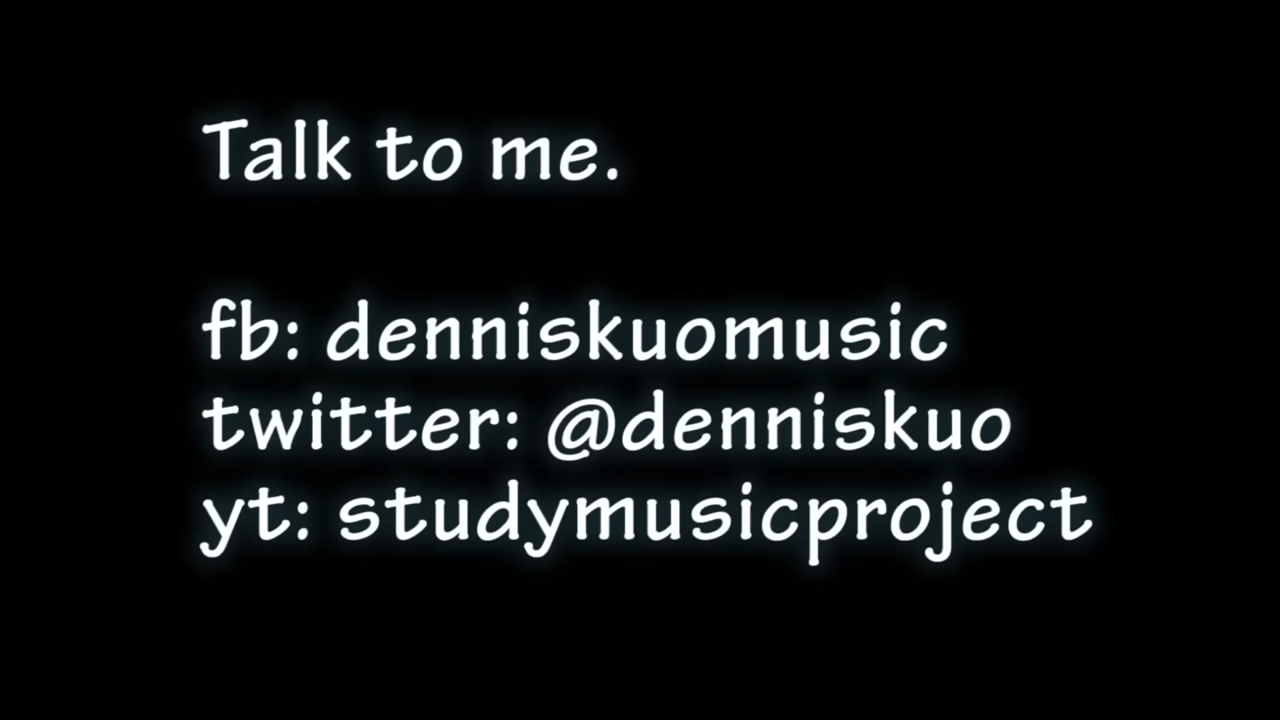 Talk to me.
fb: denniskuomusic
twitter: @denniskuo
yt: studymusicproject